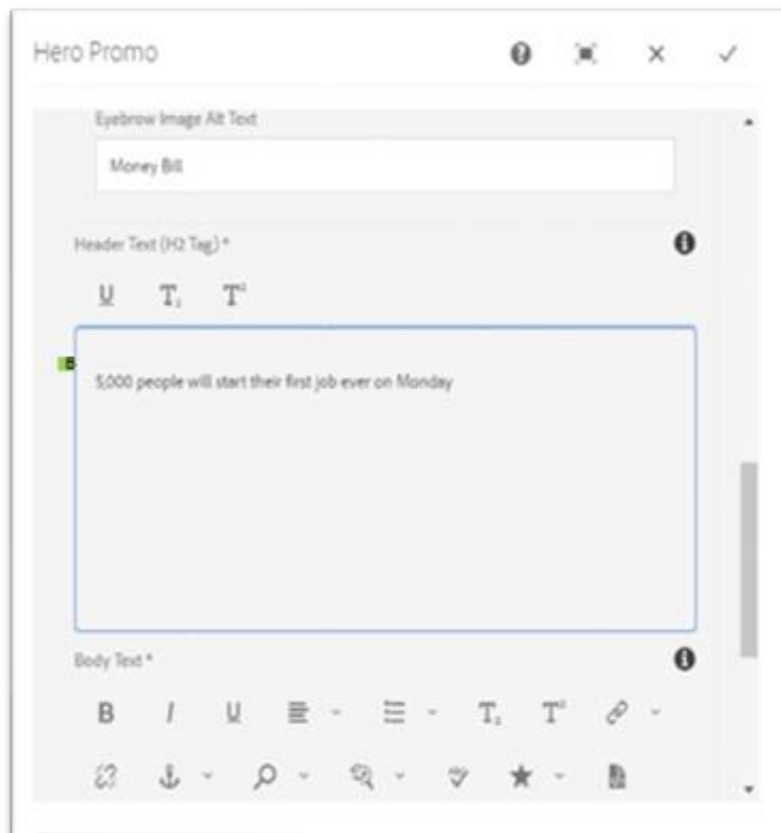 Hero Promo
Eyebrow Image Alt Text
Money Bill
Header Text (H2 Tag) *
5,000 people will start their first job ever on Monday
Body Text *